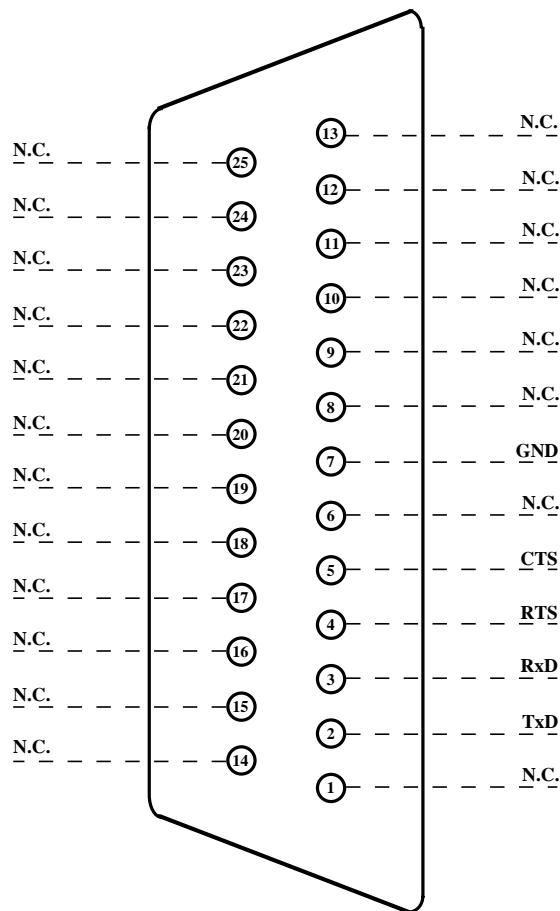 N.C. 13
N.C. 25
12 N.C.
N.C. 24
11 N.C.
N.C. 23
10 N.C.
N.C. 22
9 N.C.
N.C. 21
8 N.C.
N.C. 20
7 GND
N.C. 19
6 N.C.
N.C. 18
5 CTS
N.C. 17
4 RTS
N.C. 16
3 RxD
N.C. 15
2 TxD
N.C. 14
1 N.C.